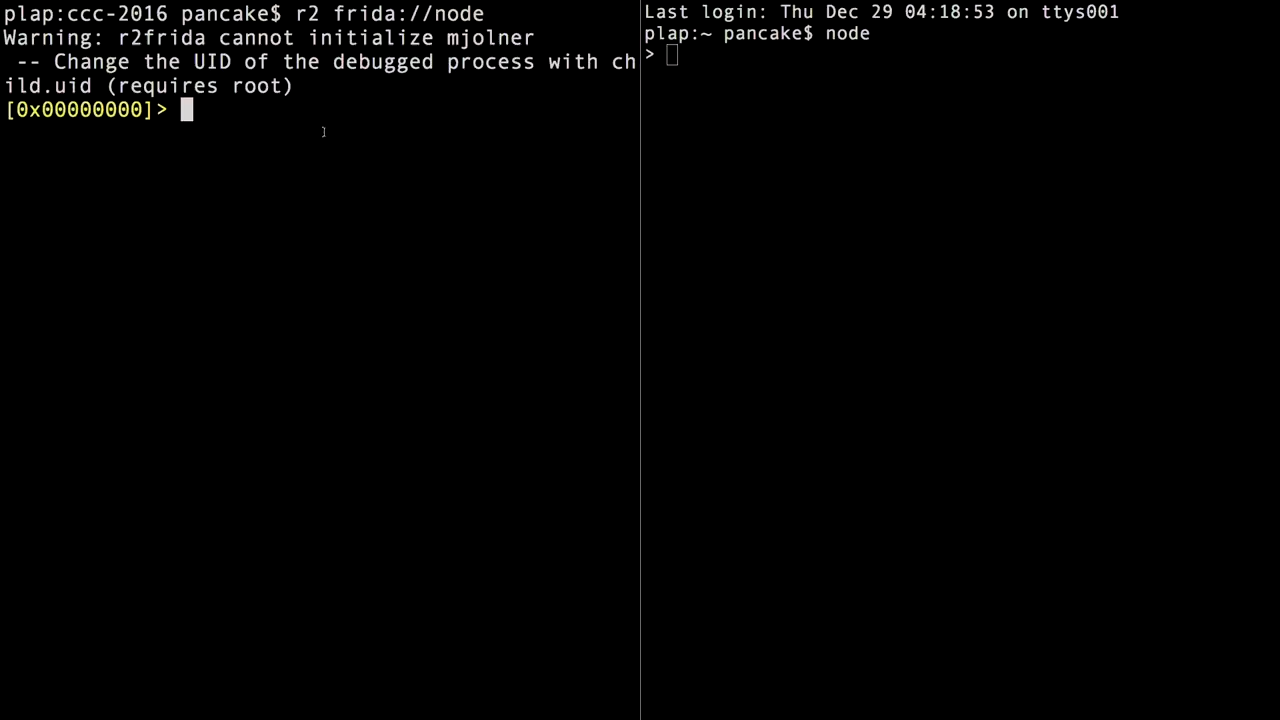 plap:ccc-2016 pancake$ r2 frida://node
Warning: r2frida cannot initialize mjolner
 -- Change the UID of the debugged process with ch
ild.uid (requires root)
[0x00000000]>
Last login: Thu Dec 29 04:18:53 on ttys001
plap:~ pancake$ node
>